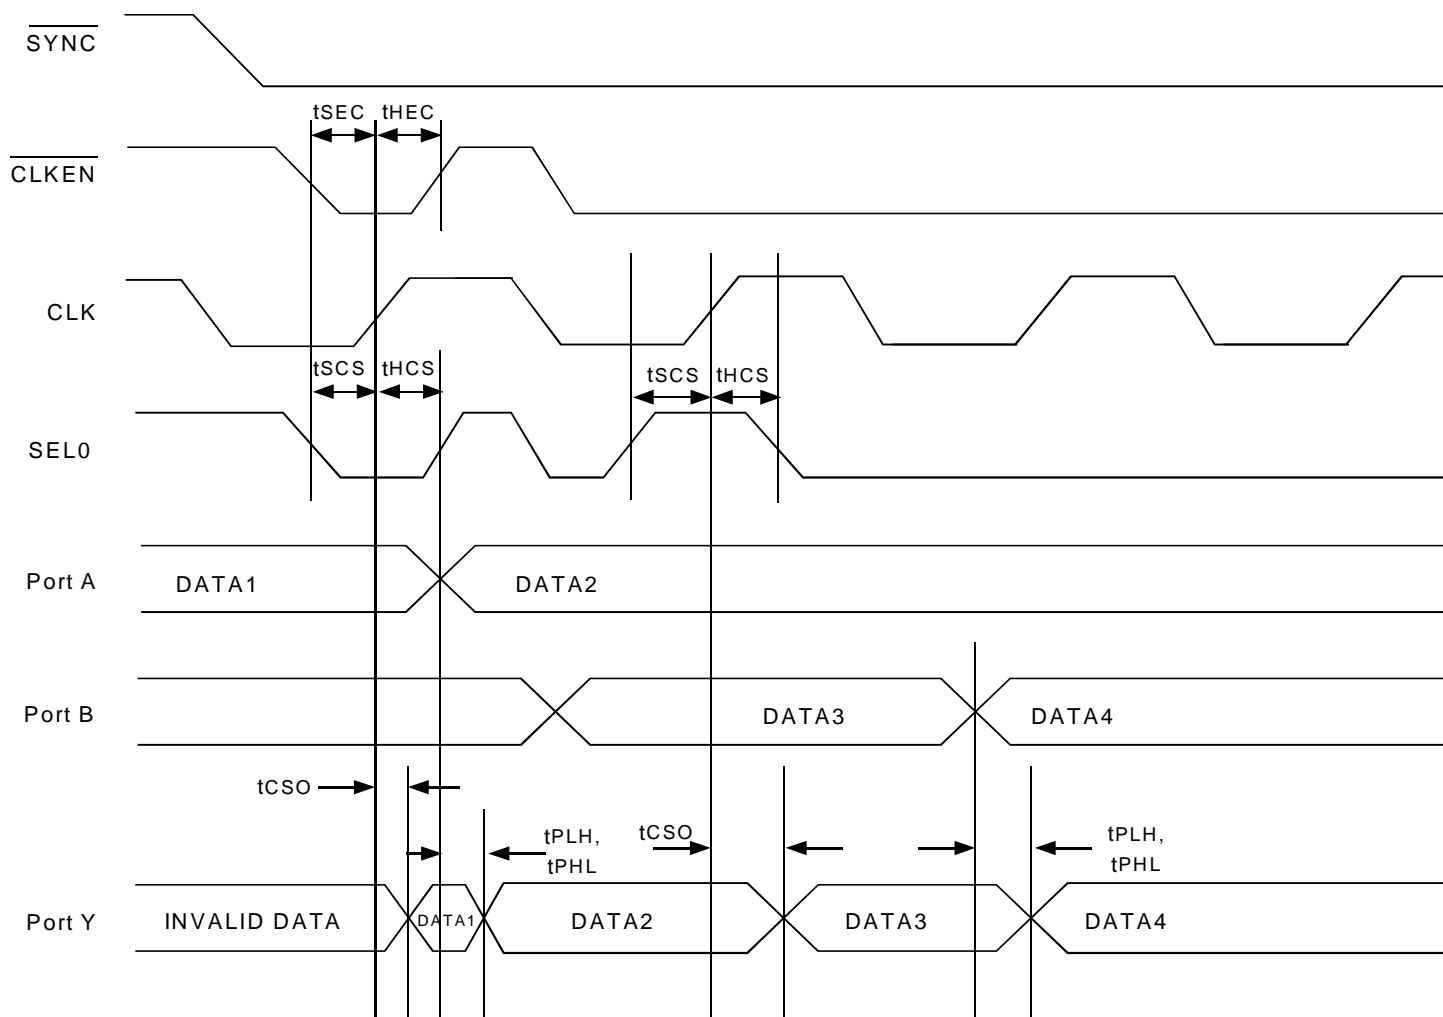 SYNC
tSEC
tHEC
CLKEN
CLK
tSCS
tHCS
tSCS
tHCS
SEL0
Port A
DATA1
DATA2
Port B
DATA3
DATA4
tCSO
tPLH,
tPHL
tCSO
tPLH,
tPHL
Port Y
INVALID DATA
DATA1
DATA2
DATA3
DATA4